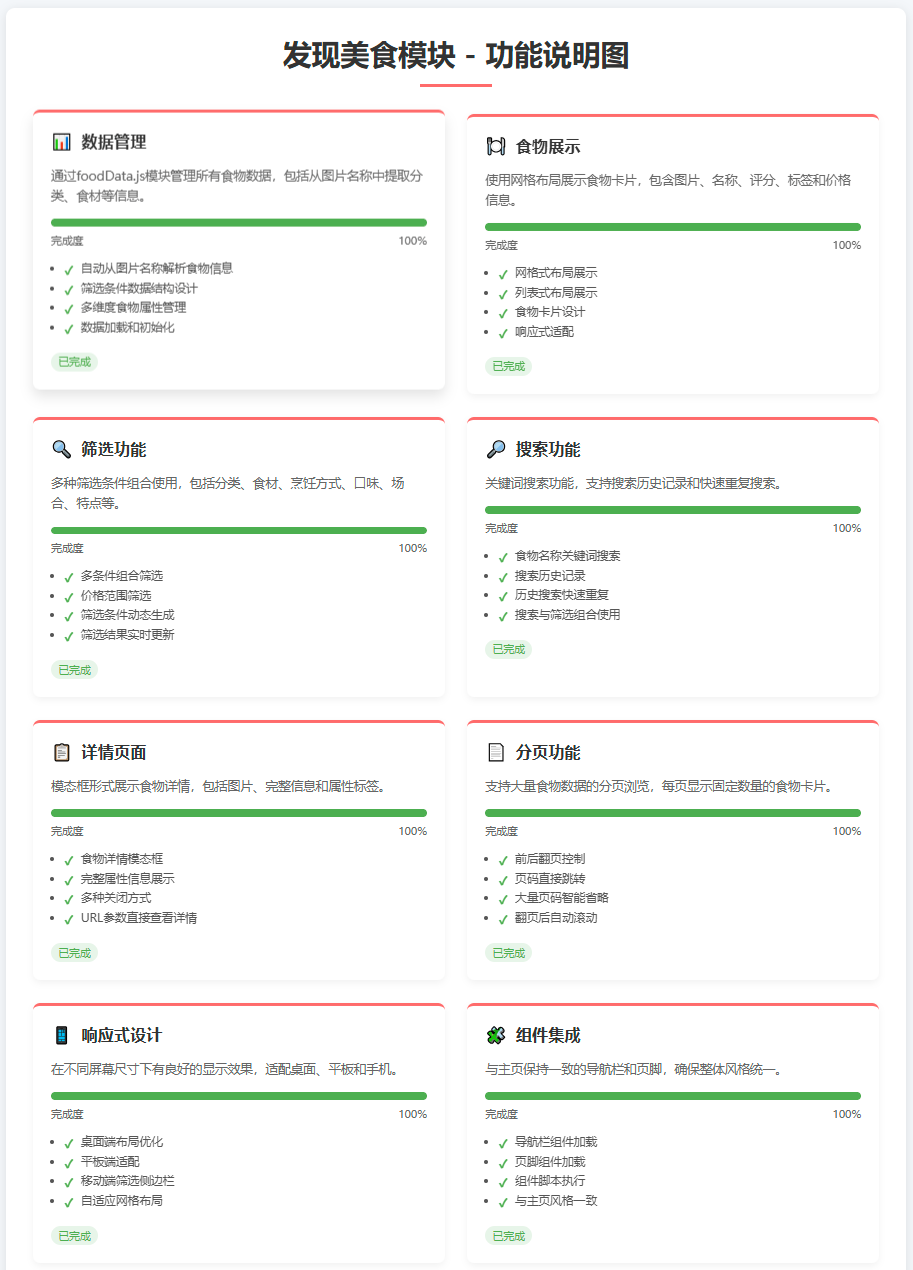 发现美食模块 - 功能说明图
数据管理
通过foodData.js模块管理所有食物数据，包括从图片名称中提取分
类、食材等信息。
完成度 100%
✓ 自动从图片名称解析食物信息
✓ 筛选条件数据结构设计
✓ 多维度食物属性管理
✓ 数据加载和初始化
已完成
食物展示
使用网格布局展示食物卡片，包含图片、名称、评分、标签和价格
信息。
完成度 100%
✓ 网格式布局展示
✓ 列表式布局展示
✓ 食物卡片设计
✓ 响应式适配
已完成
筛选功能
多种筛选条件组合使用，包括分类、食材、烹饪方式、口味、场
合、特点等。
完成度 100%
✓ 多条件组合筛选
✓ 价格范围筛选
✓ 筛选条件动态生成
✓ 筛选结果实时更新
已完成
搜索功能
关键词搜索功能，支持搜索历史记录和快速重复搜索。
完成度 100%
✓ 食物名称关键词搜索
✓ 搜索历史记录
✓ 历史搜索快速重复
✓ 搜索与筛选组合使用
已完成
详情页面
模态框形式展示食物详情，包括图片、完整信息和属性标签。
完成度 100%
✓ 食物详情模态框
✓ 完整属性信息展示
✓ 多种关闭方式
✓ URL参数直接查看详情
已完成
分页功能
支持大量食物数据的分页浏览，每页显示固定数量的食物卡片。
完成度 100%
✓ 前后翻页控制
✓ 页码直接跳转
✓ 大量页码智能省略
✓ 翻页后自动滚动
已完成
响应式设计
在不同屏幕尺寸下有良好的显示效果，适配桌面、平板和手机。
完成度 100%
✓ 桌面端布局优化
✓ 平板端适配
✓ 移动端筛选侧边栏
✓ 自适应网格布局
已完成
组件集成
与主页保持一致的导航栏和页脚，确保整体风格统一。
完成度 100%
✓ 导航栏组件加载
✓ 页脚组件加载
✓ 组件脚本执行
✓ 与主页风格一致
已完成